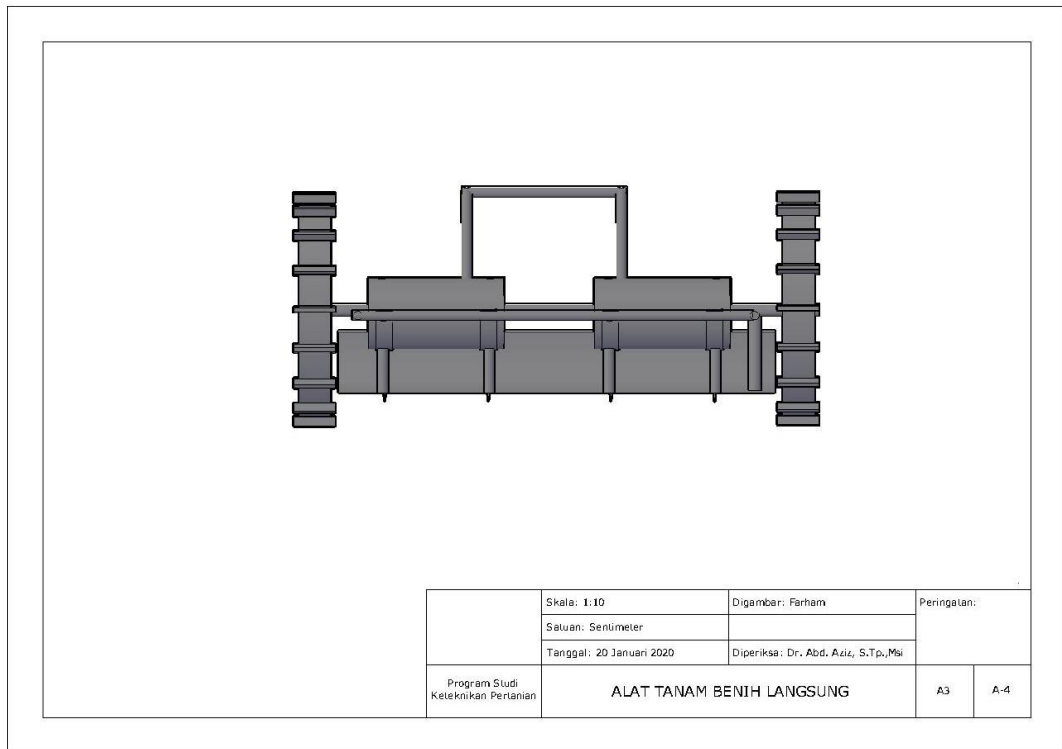 Skala: 1:10
Digambar: Farham
Peringatan:
Satuan: Sentimeter
Tanggal: 20 Januari 2020
Diperiksa: Dr. Abd. Aziz, S.Tp.,Msi
Program Studi
Keteknikan Pertanian
ALAT TANAM BENIH LANGSUNG
A3
A-4